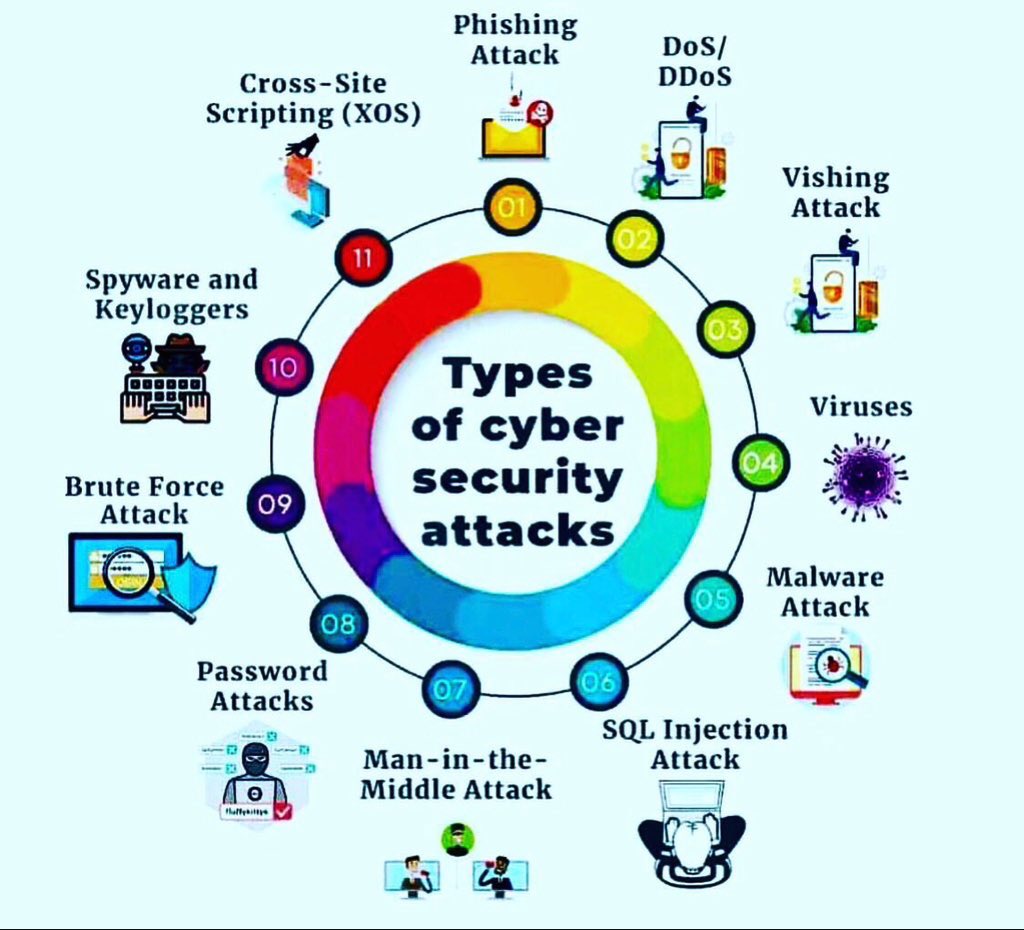 Phishing
Attack
01
DoS/
DDoS
02
Vishing
Attack
03
Viruses
04
Malware
Attack
05
SQL Injection
Attack
06
Man-in-the-
Middle Attack
07
Password
Attacks
fluffykitty6
08
Brute Force
Attack
09
Spyware and
Keyloggers
10
Cross-Site
Scripting (XOS)
11
Types
of cyber
security
attacks